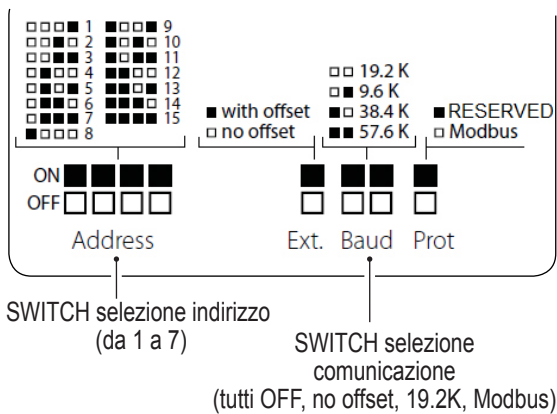 1 9
2 10
3 11
4 12
5 13
6 14
7 15
8
■ with offset
□ no offset
□□ 19.2 K
□■ 9.6 K
■□ 38.4 K
■■ 57.6 K
■ RESERVED
□ Modbus
ON
OFF
Address Ext. Baud Prot
SWITCH selezione indirizzo
(da 1 a 7)
SWITCH selezione
comunicazione
(tutti OFF, no offset, 19.2K, Modbus)